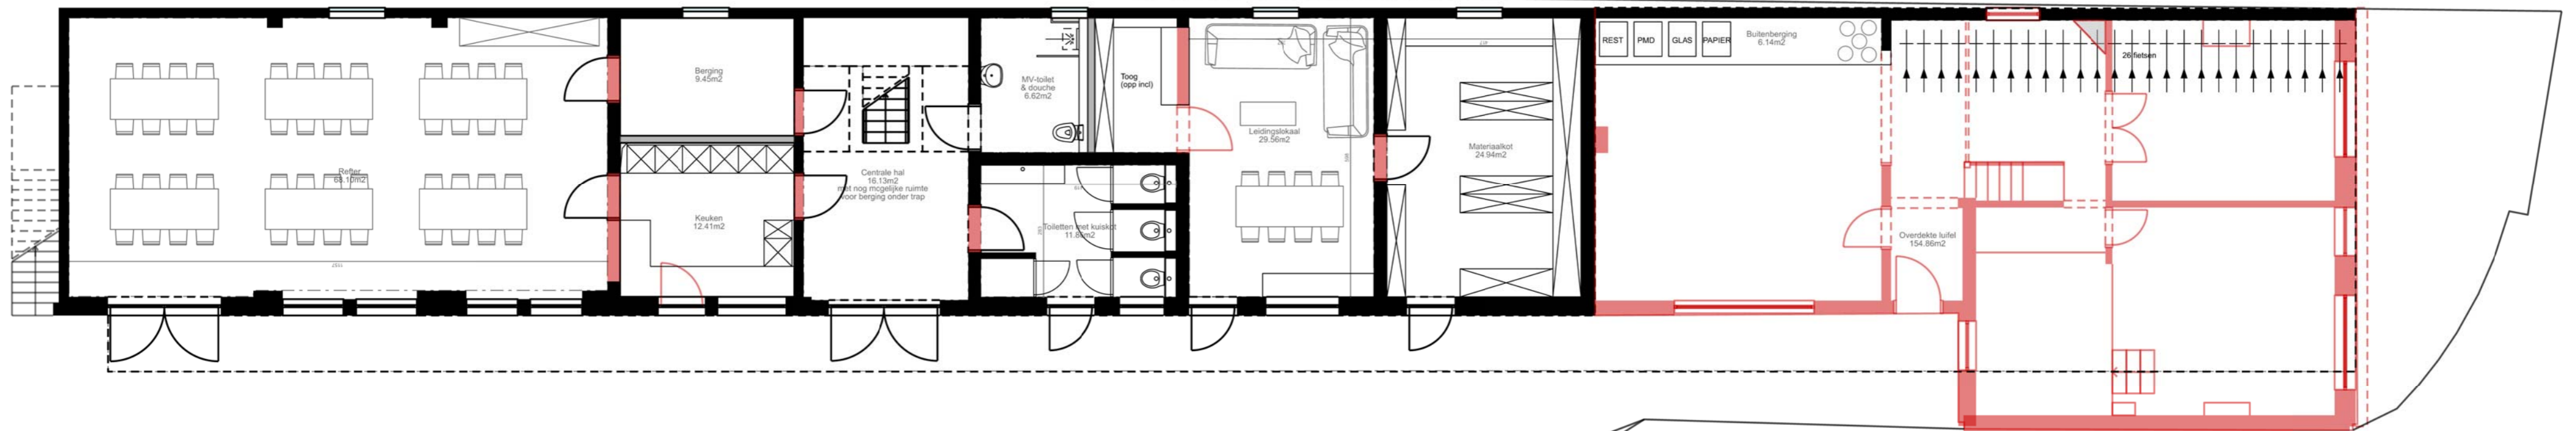 Refter
68.10m2
1157
Berging
9.45m2
Keuken
12.41m2
Centrale hal
16.13m2
met nog mogelijke ruimte
voor berging onder trap
MV-toilet
& douche
6.62m2
Toog
(opp incl)
Toiletten met kuiskot
Leidingslokaal
29.56m2
Materiaalkot
24.94m2
REST
PMD
GLAS
PAPIER
Buitenberging
6.14m2
26 fietsen
Overdekte luifel
154.86m2